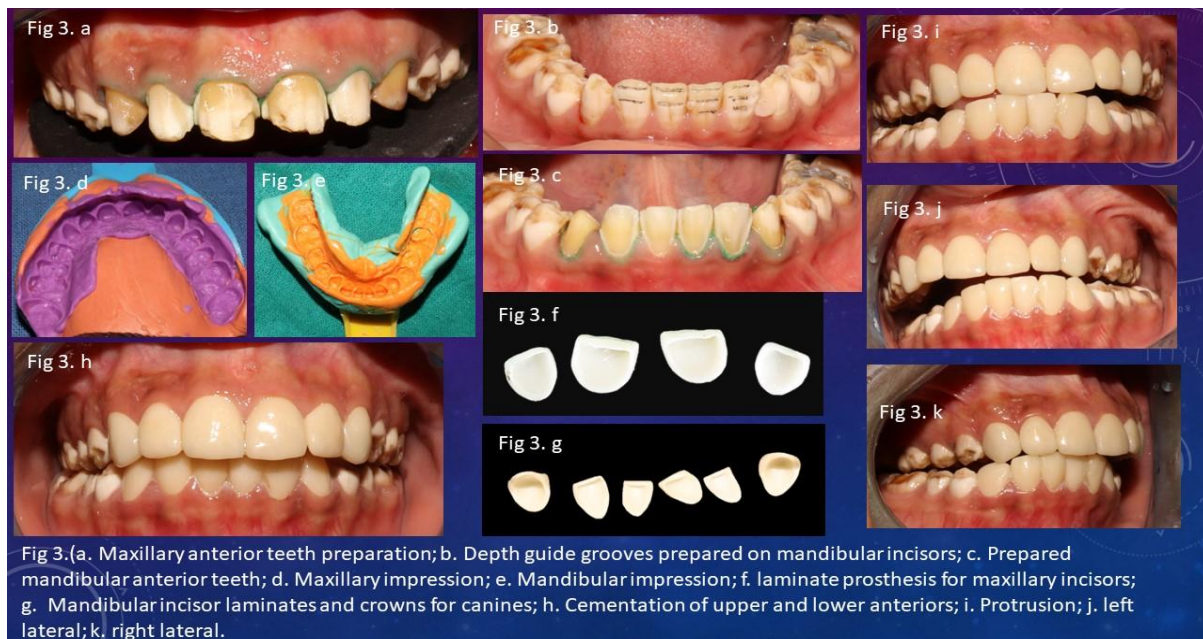 Fig 3. a
Fig 3. b
Fig 3. i
Fig 3. d
Fig 3. e
Fig 3. c
Fig 3. j
Fig 3. f
Fig 3. h
Fig 3. k
Fig 3. g
Fig 3.(a. Maxillary anterior teeth preparation; b. Depth guide grooves prepared on mandibular incisors; c. Prepared
mandibular anterior teeth; d. Maxillary impression; e. Mandibular impression; f. laminate prosthesis for maxillary incisors;
g. Mandibular incisor laminates and crowns for canines; h. Cementation of upper and lower anteriors; i. Protrusion; j. left
lateral; k. right lateral.